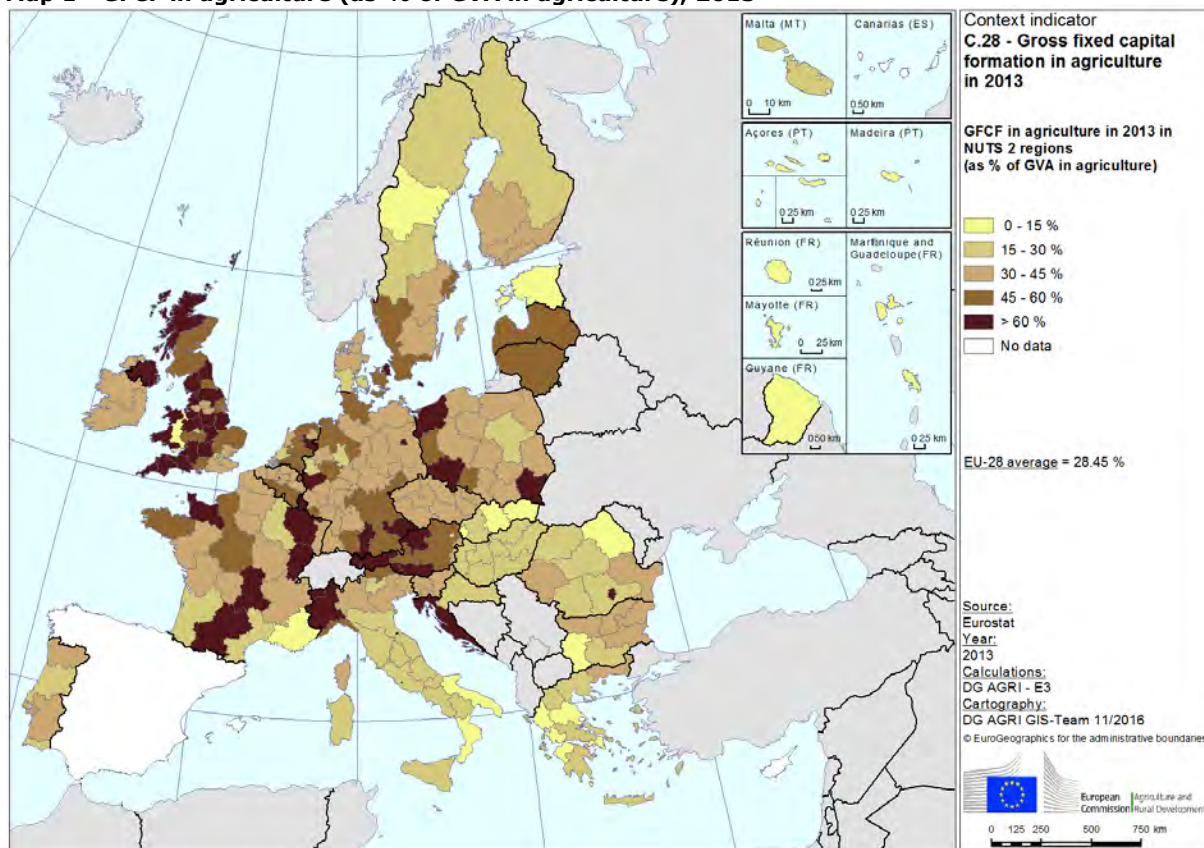 Malta (MT)
0 10 km
Canarias (ES)
0 50 km
Açores (PT)
0 25 km
Madeira (PT)
0 25 km
Réunion (FR)
0 25 km
Martinique and
Guadeloupe(FR)
0 25 km
Mayotte (FR)
0 25 km
Guyane (FR)
0 50 km
Context indicator
C.28 - Gross fixed capital
formation in agriculture
in 2013
GFCF in agriculture in 2013 in
NUTS 2 regions
(as % of GVA in agriculture)
0 - 15 %
15 - 30 %
30 - 45 %
45 - 60 %
> 60 %
No data
EU-28 average = 28.45 %
Source:
Eurostat
Year:
2013
Calculations:
DG AGRI - E3
Cartography:
DG AGRI GIS-Team 11/2016
© EuroGeographics for the administrative boundaries
European
Commission
Agriculture and
Rural Development
0 125 250 500 750 km